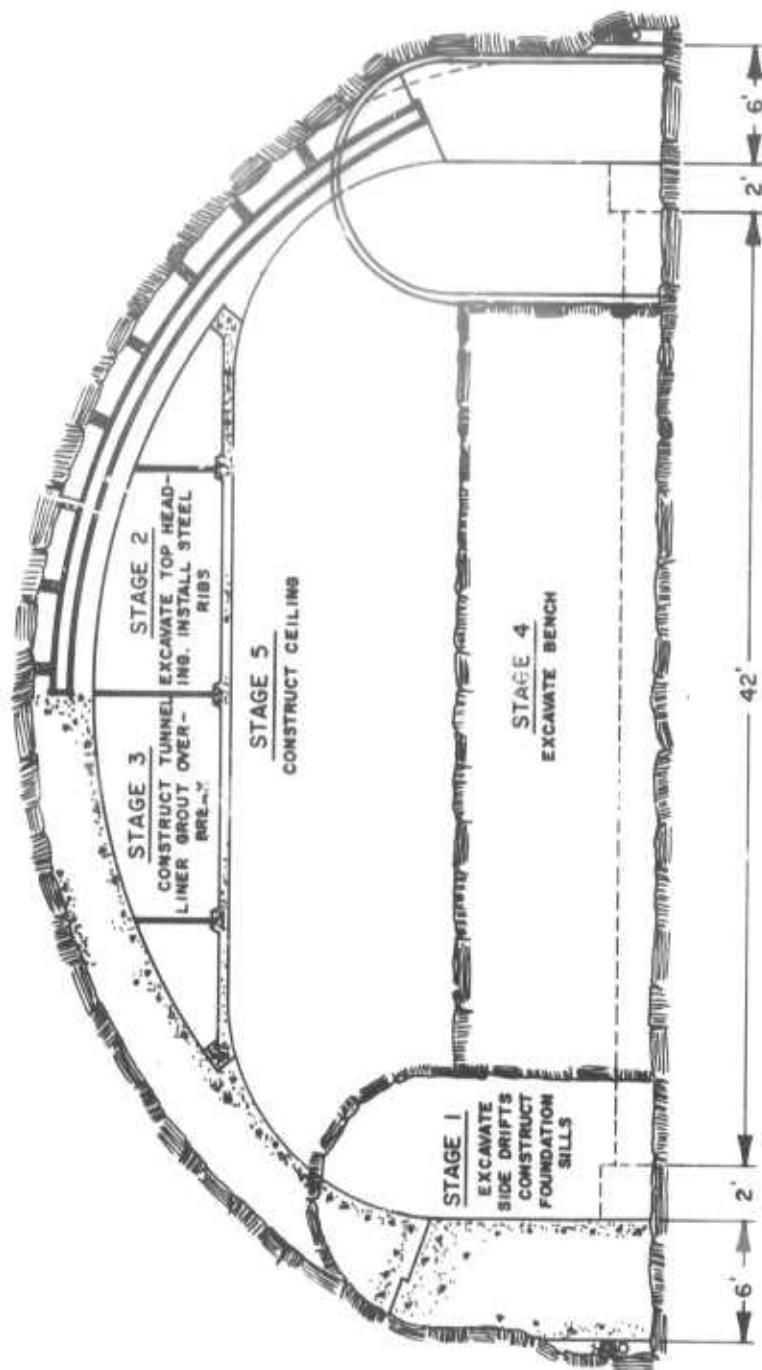 STAGE 1
EXCAVATE
SIDE DRIFTS
CONSTRUCT
FOUNDATION
SILLS
STAGE 2
EXCAVATE TOP HEAD-
ING. INSTALL STEEL
RIBS
STAGE 3
CONSTRUCT TUNNEL
LINER GROUT OVER-
STAGE 4
EXCAVATE BENCH
STAGE 5
CONSTRUCT CEILING
6'
2'
42'
2'
6'